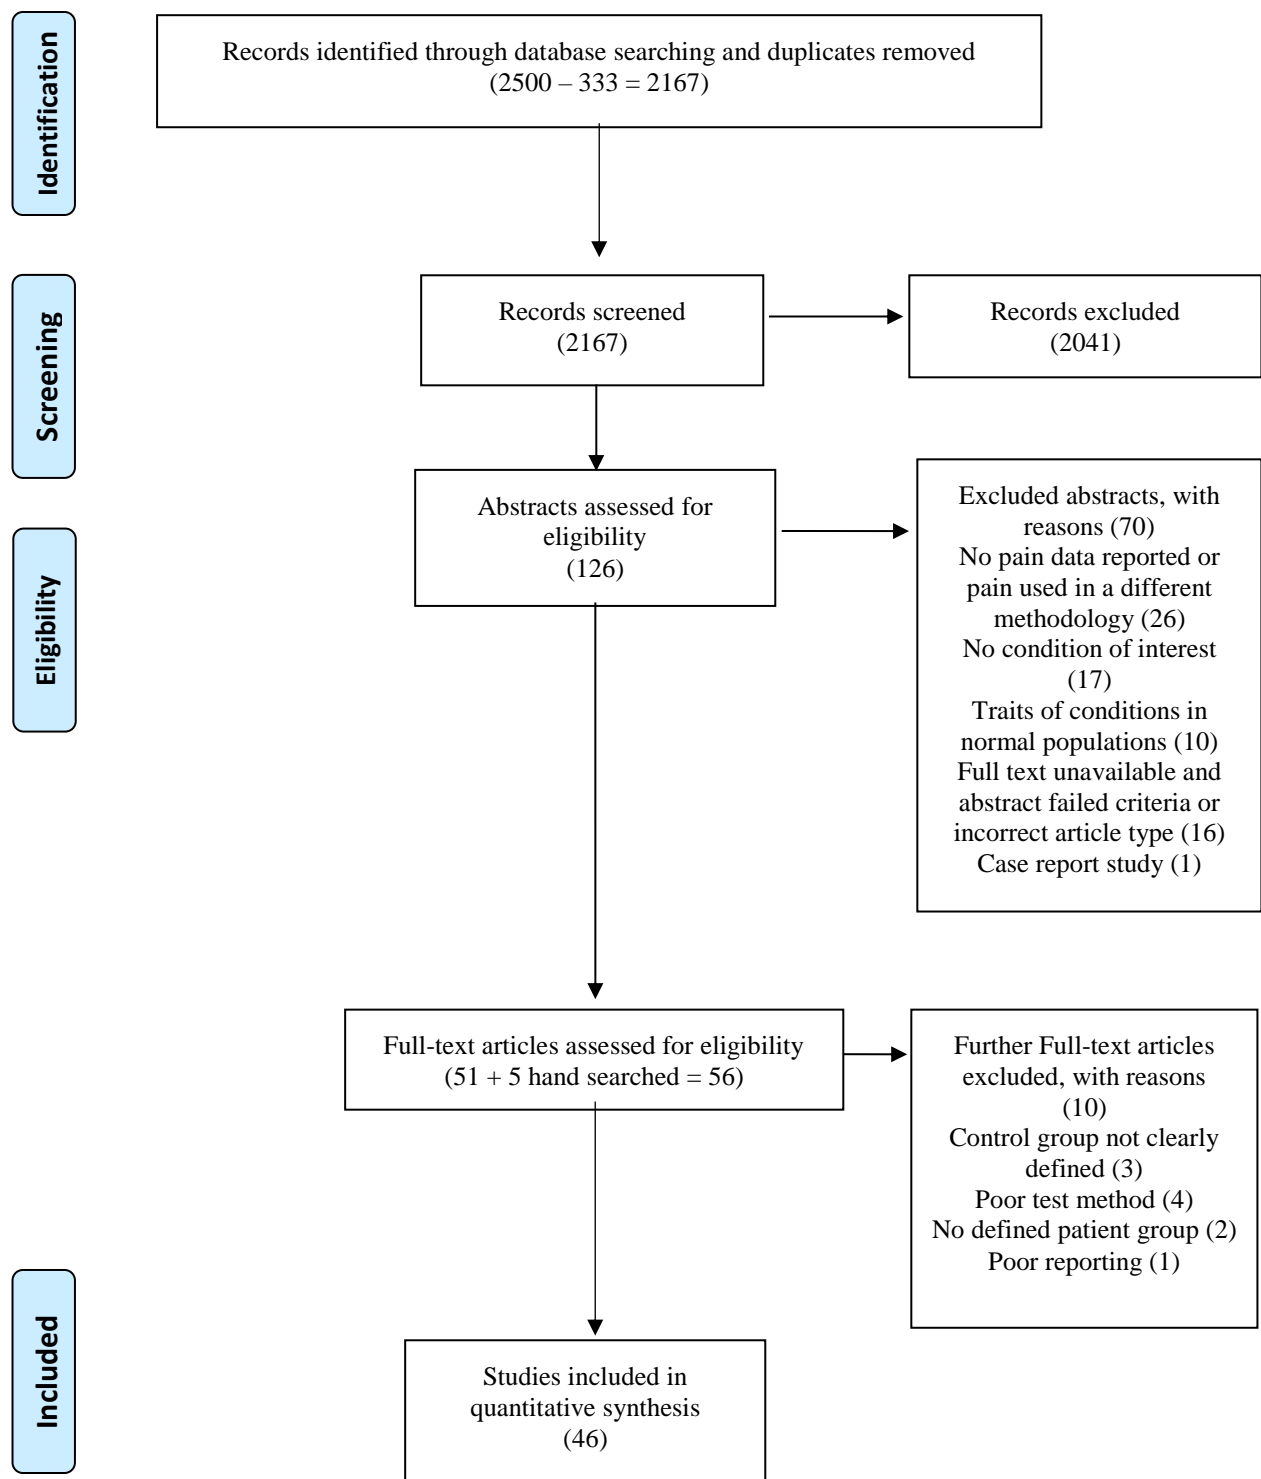 Identification
Records identified through database searching and duplicates removed
(2500 – 333 = 2167)
Screening
Records screened
(2167)
Records excluded
(2041)
Eligibility
Abstracts assessed for
eligibility
(126)
Excluded abstracts, with
reasons (70)
No pain data reported or
pain used in a different
methodology (26)
No condition of interest
(17)
Traits of conditions in
normal populations (10)
Full text unavailable and
abstract failed criteria or
incorrect article type (16)
Case report study (1)
Full-text articles assessed for eligibility
(51 + 5 hand searched = 56)
Further Full-text articles
excluded, with reasons
(10)
Control group not clearly
defined (3)
Poor test method (4)
No defined patient group (2)
Poor reporting (1)
Included
Studies included in
quantitative synthesis
(46)